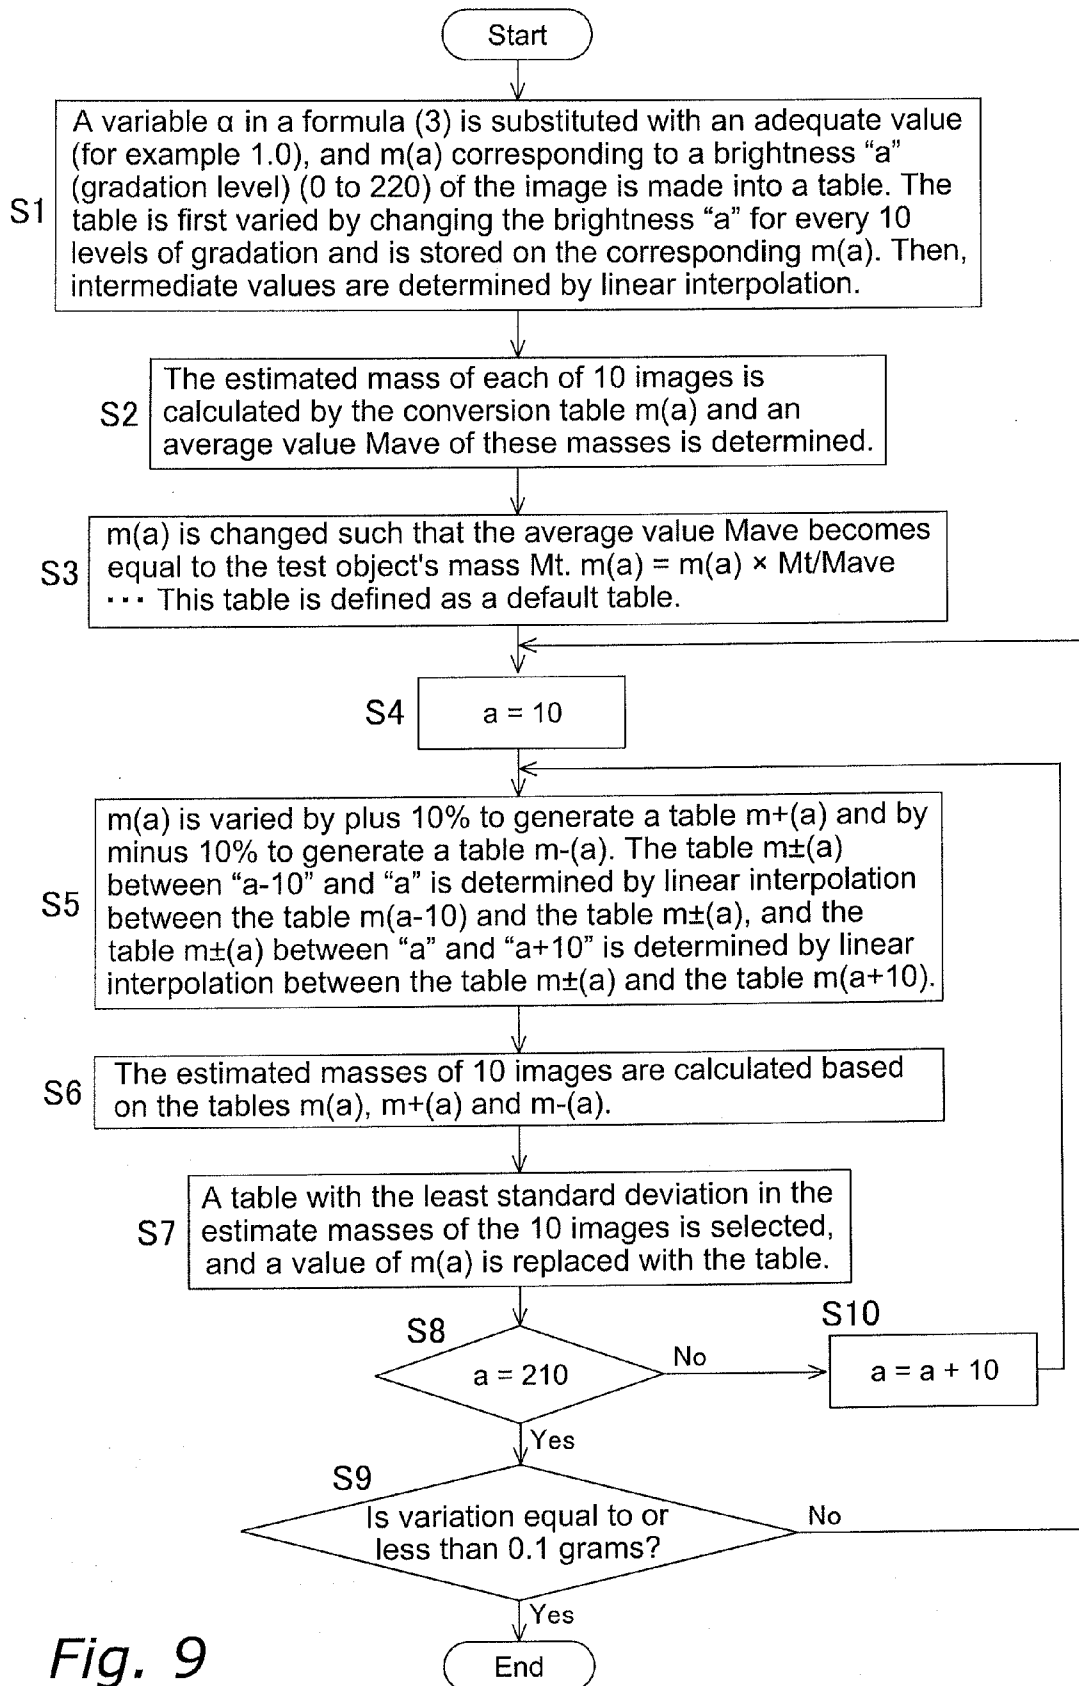 Start
A variable α in a formula (3) is substituted with an adequate value
(for example 1.0), and m(a) corresponding to a brightness “a”
(gradation level) (0 to 220) of the image is made into a table. The
table is first varied by changing the brightness “a” for every 10
levels of gradation and is stored on the corresponding m(a). Then,
intermediate values are determined by linear interpolation.
S1
The estimated mass of each of 10 images is
calculated by the conversion table m(a) and an
average value Mave of these masses is determined.
S2
m(a) is changed such that the average value Mave becomes
equal to the test object's mass Mt. m(a) = m(a) × Mt/Mave
··· This table is defined as a default table.
S3
S4
a = 10
m(a) is varied by plus 10% to generate a table m+(a) and by
minus 10% to generate a table m-(a). The table m±(a)
between “a-10” and “a” is determined by linear interpolation
between the table m(a-10) and the table m±(a), and the
table m±(a) between “a” and “a+10” is determined by linear
interpolation between the table m±(a) and the table m(a+10).
S5
The estimated masses of 10 images are calculated based
on the tables m(a), m+(a) and m-(a).
S6
A table with the least standard deviation in the
estimate masses of the 10 images is selected,
and a value of m(a) is replaced with the table.
S7
S8
a = 210
No
S10
a = a + 10
Yes
S9
Is variation equal to or
less than 0.1 grams?
No
Yes
End
Fig. 9